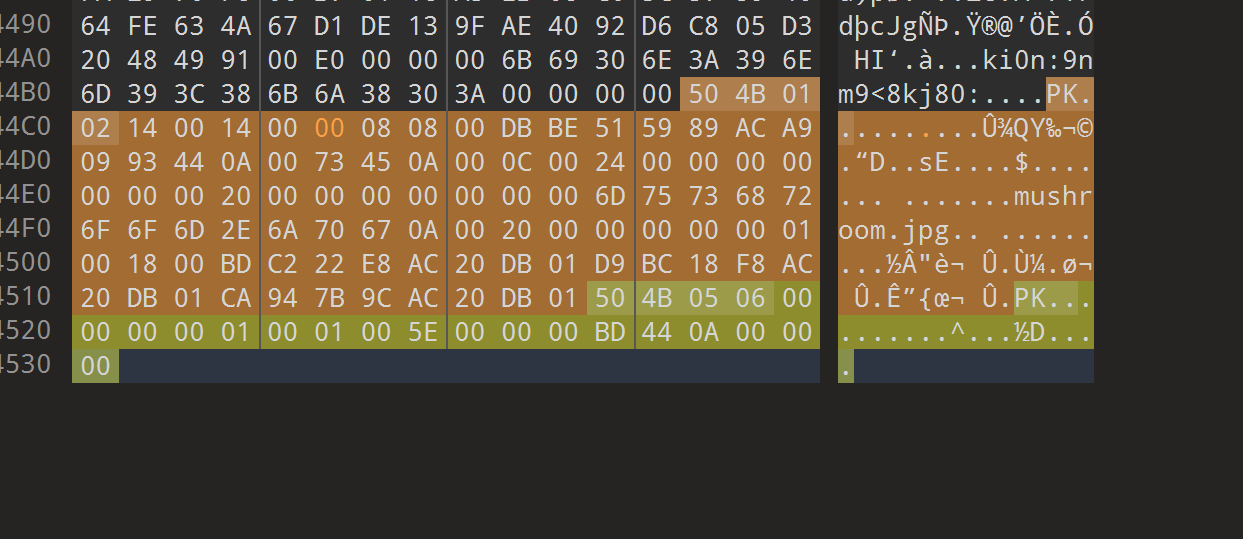 4490 64 FE 63 4A 67 D1 DE 13 9F AE 40 92 D6 C8 05 D3 dþcJgÑÞ.Ÿ®@’ÖÈ.Ó
44A0 20 48 49 91 00 E0 00 00 00 6B 69 30 6E 3A 39 6E HI‘.à...ki0n:9n
44B0 6D 39 3C 38 6B 6A 38 30 3A 00 00 00 00 50 4B 01 m9<8kj80:....PK.
44C0 02 14 00 14 00 00 08 08 00 DB BE 51 59 89 AC A9 .........Û¾QY‰¬©
44D0 09 93 44 0A 00 73 45 0A 00 0C 00 24 00 00 00 00 .“D..sE....$....
44E0 00 00 00 20 00 00 00 00 00 00 00 6D 75 73 68 72 ... .......mushr
44F0 6F 6F 6D 2E 6A 70 67 0A 00 20 00 00 00 00 00 01 oom.jpg.. ......
4500 00 18 00 BD C2 22 E8 AC 20 DB 01 D9 BC 18 F8 AC ...½Â"è¬ Û.Ù¼.ø¬
4510 20 DB 01 CA 94 7B 9C AC 20 DB 01 50 4B 05 06 00 Û.Ê”{œ¬ Û.PK...
4520 00 00 00 01 00 01 00 5E 00 00 00 BD 44 0A 00 00 .......^...½D...
4530 00 .